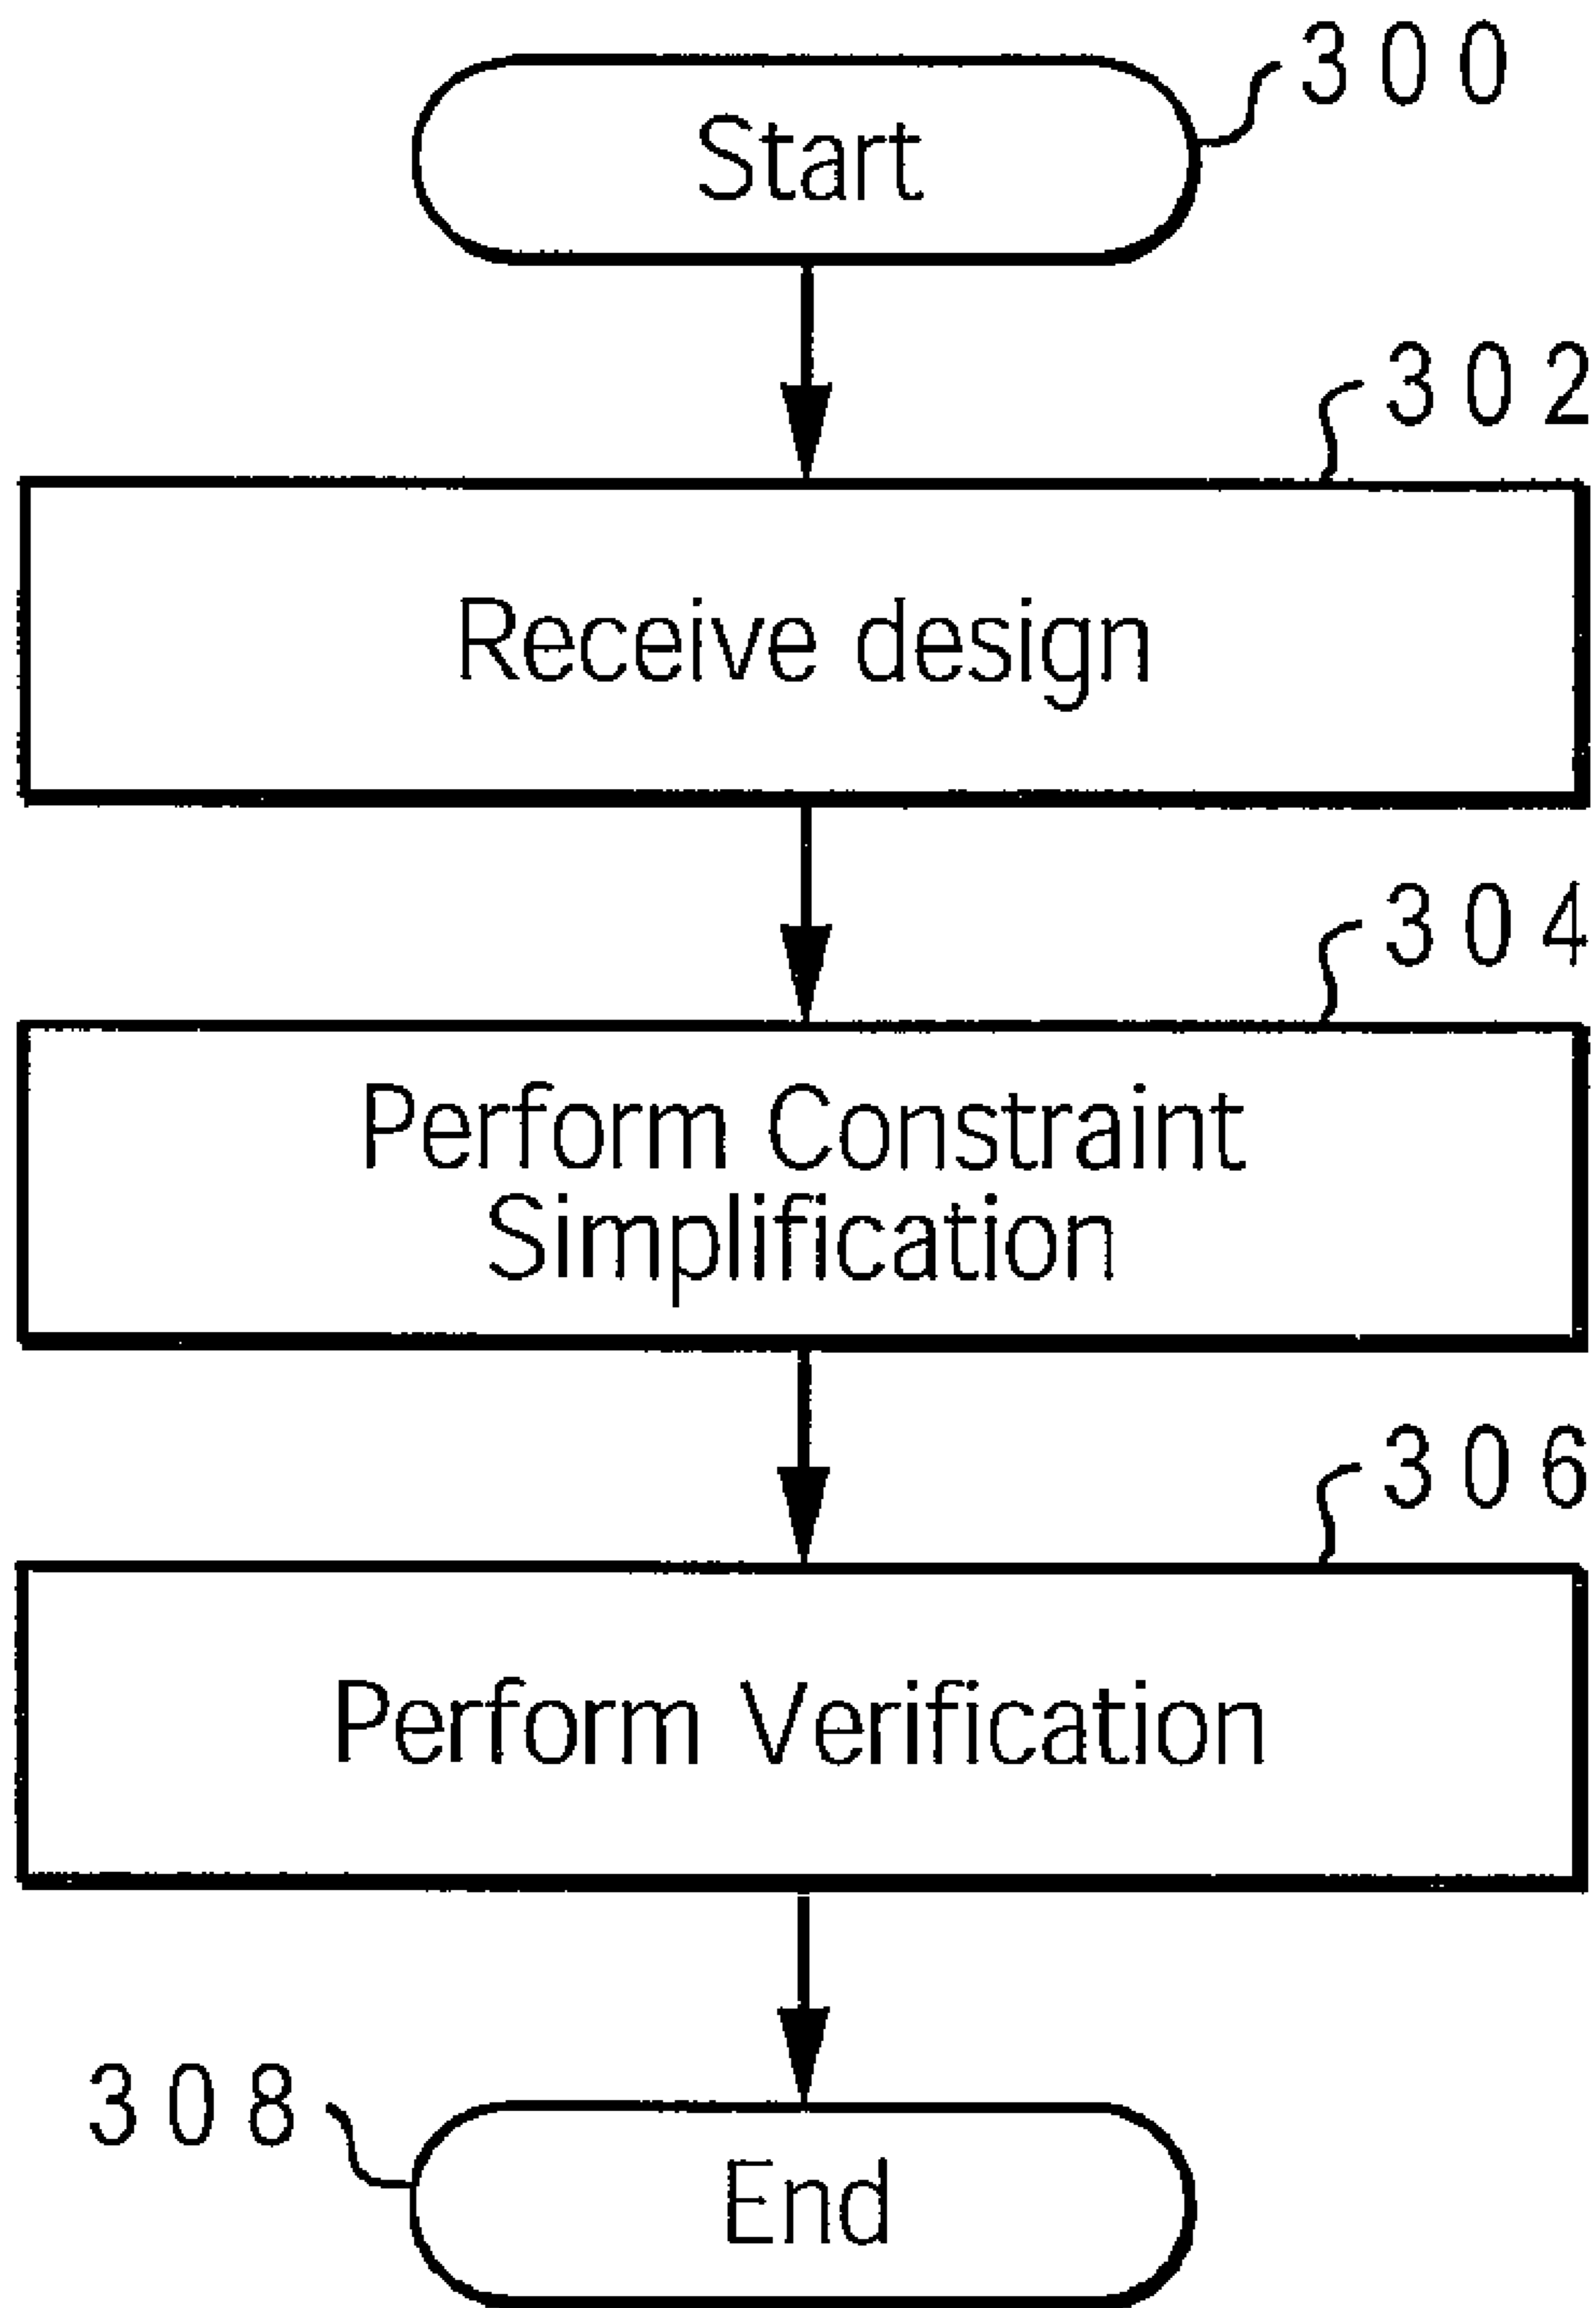 300
Start
302
Receive design
304
Perform Constraint
Simplification
306
Perform Verification
308
End